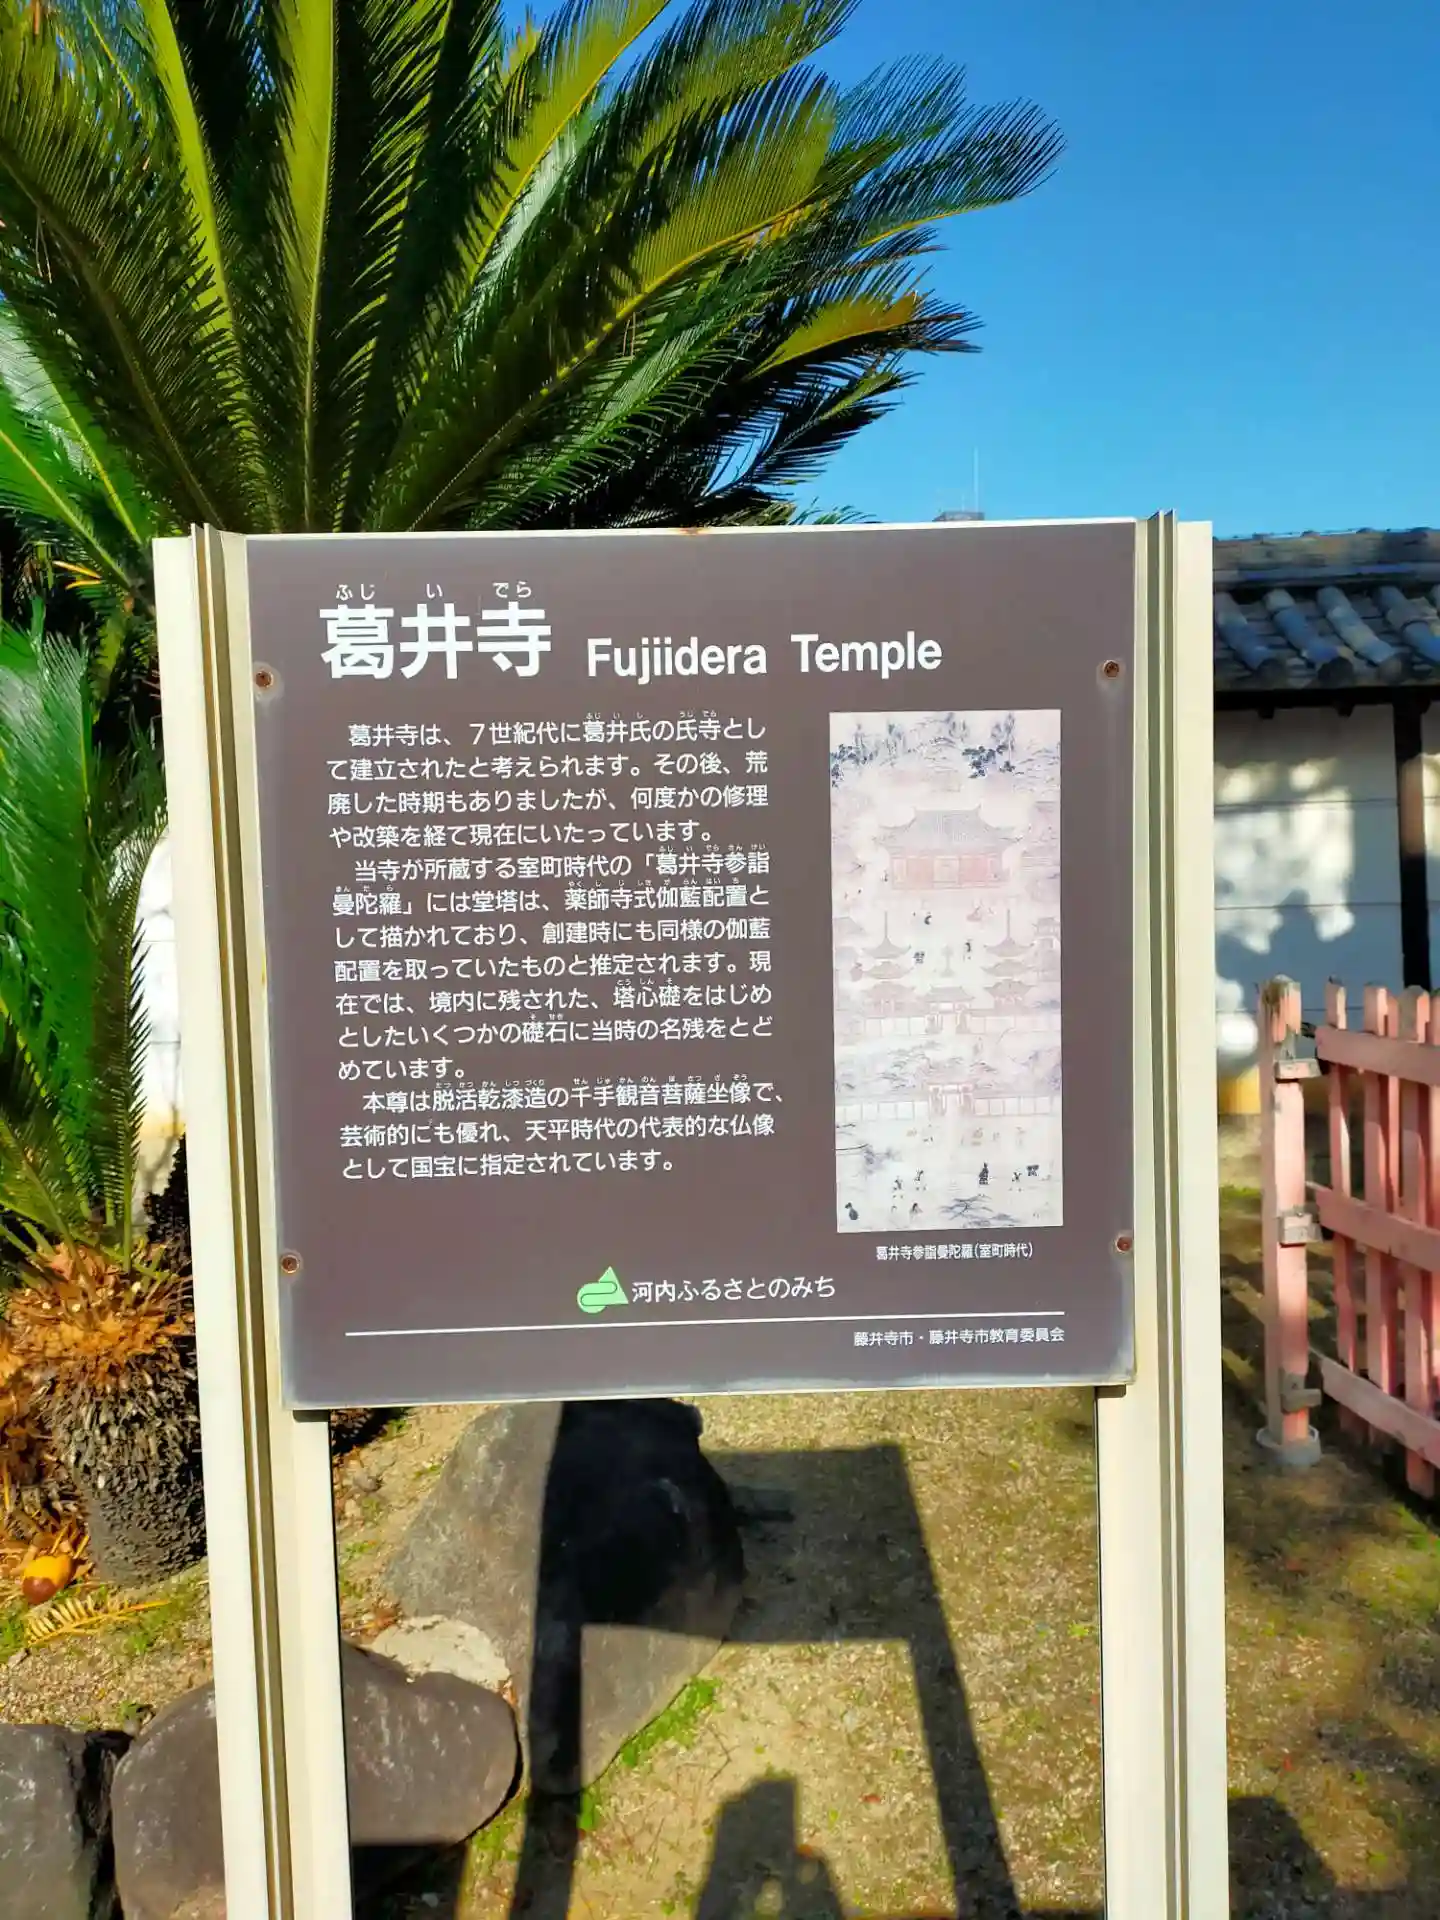 ふじ い でら
葛井寺 Fujiidera Temple
葛井寺は、7世紀代に葛井氏の氏寺とし
て建立されたと考えられます。その後、荒
廃した時期もありましたが、何度かの修理
や改築を経て現在にいたっています。
当寺が所蔵する室町時代の「葛井寺参詣
曼陀羅」には堂塔は、薬師寺式伽藍配置と
して描かれており、創建時にも同様の伽藍
配置を取っていたものと推定されます。現
在では、境内に残された、塔心礎をはじめ
としたいくつかの礎石に当時の名残をとど
めています。
本尊は脱活乾漆造の千手観音菩薩坐像で、
芸術的にも優れ、天平時代の代表的な仏像
として国宝に指定されています。
葛井寺参詣曼陀羅(室町時代)
河内ふるさとのみち
藤井寺市・藤井寺市教育委員会